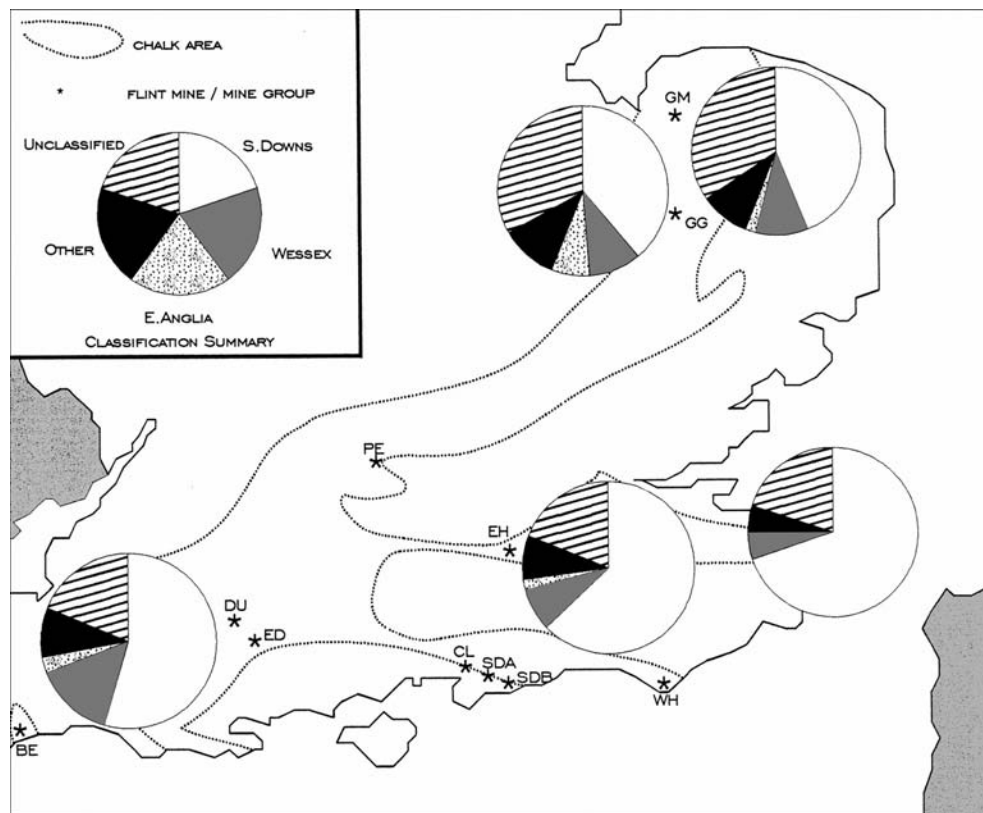 CHALK AREA
* FLINT MINE / MINE GROUP
UNCLASSIFIED S.DOWNS
OTHER WESSEX
E.ANGLIA
CLASSIFICATION SUMMARY
GM
GG
PE
EH
DU
ED
CL
SDA
SDB
WH
BE